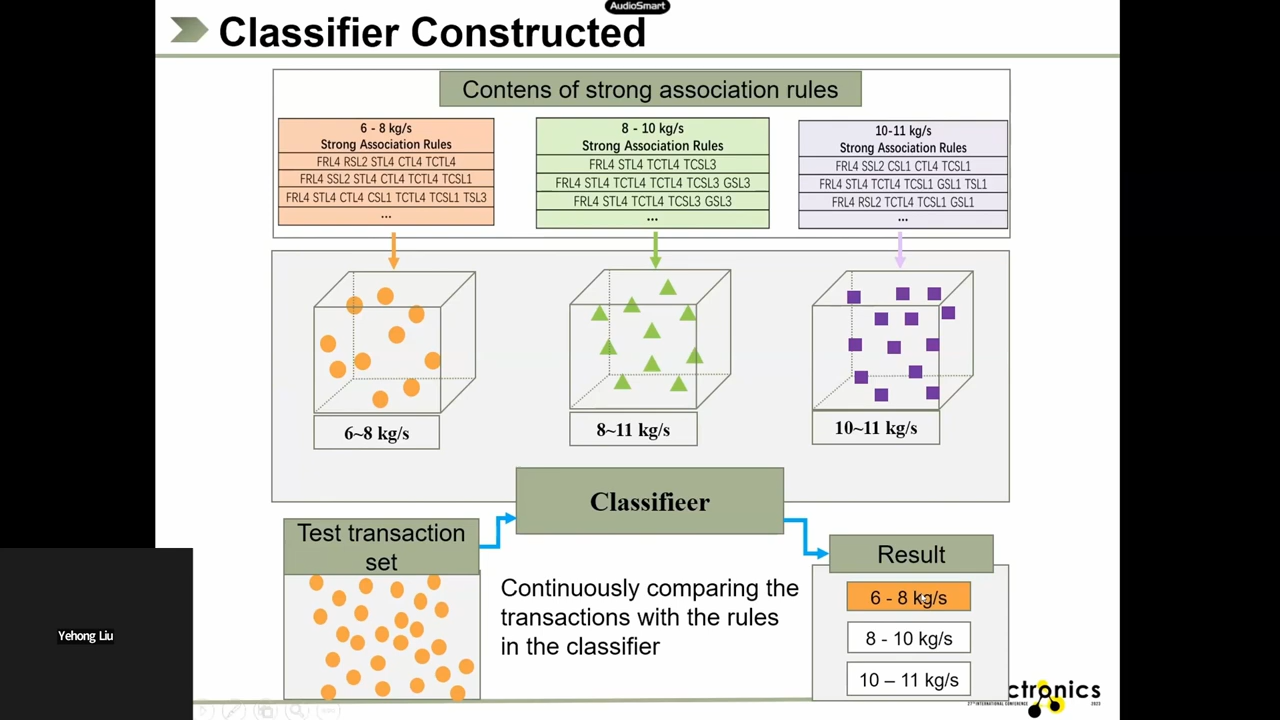 AudioSmart
Classifier Constructed
Contens of strong association rules
6 - 8 kg/s
Strong Association Rules
FRL4 RSL2 STL4 CTL4 TCTL4
FRL4 SSL2 STL4 CTL4 TCTL4 TCSL1
FRL4 STL4 CTL4 CSL1 TCTL4 TCSL1 TSL3
...
8 - 10 kg/s
Strong Association Rules
FRL4 STL4 TCTL4 TCSL3
FRL4 STL4 TCTL4 TCTL4 TCSL3 GSL3
FRL4 STL4 TCTL4 TCSL3 GSL3
...
10-11 kg/s
Strong Association Rules
FRL4 SSL2 CSL1 CTL4 TCSL1
FRL4 STL4 TCTL4 TCSL1 GSL1 TSL1
FRL4 RSL2 TCTL4 TCSL1 GSL1
...
6~8 kg/s
8~11 kg/s
10~11 kg/s
Classifieer
Test transaction
set
Continuously comparing the
transactions with the rules
in the classifier
Result
6 - 8 kg/s
8 - 10 kg/s
10 – 11 kg/s
Yehong Liu
ctronics
27th INTERNATIONAL CONFERENCE 2023